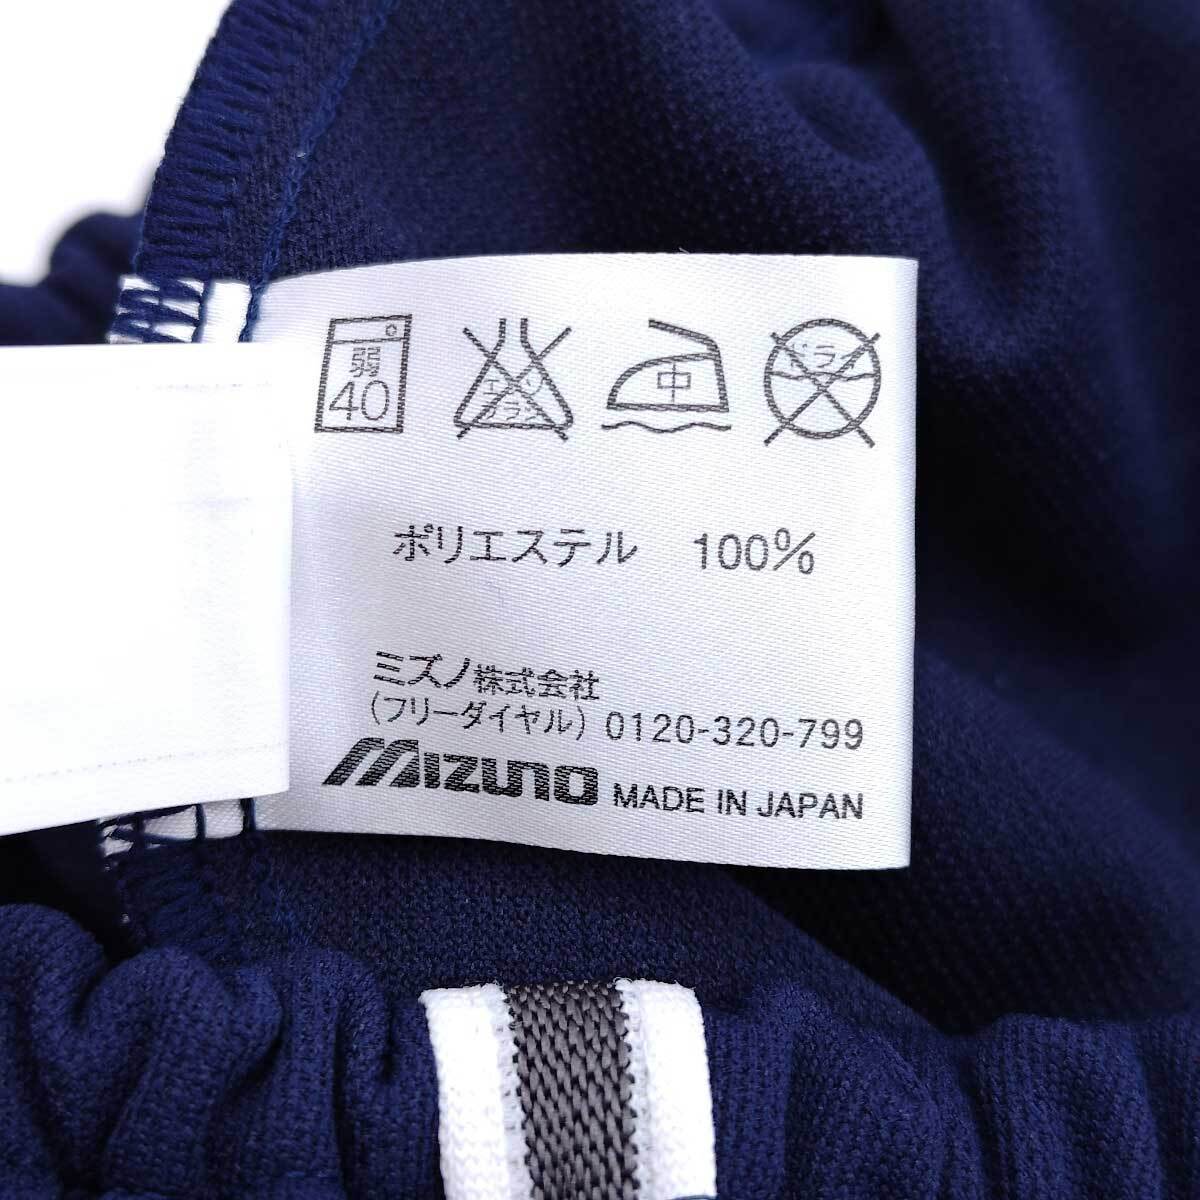 弱 40 エンソ サラシ 中 ドライ
ポリエステル 100%
ミズノ株式会社
(フリーダイヤル) 0120-320-799
MIZUNO MADE IN JAPAN